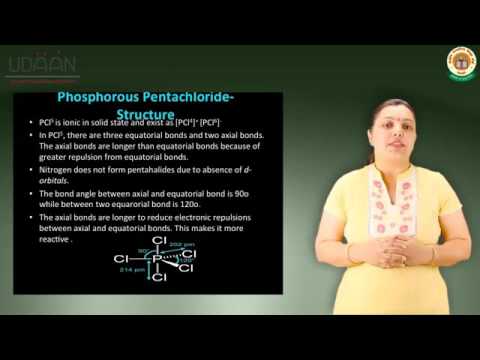 UDAAN
Phosphorous Pentachloride-
Structure
• PCl⁵ is ionic in solid state and exist as [PCl⁴]⁺ [PCl⁶]⁻
• In PCl⁵, there are three equatorial bonds and two axial bonds.
The axial bonds are longer than equatorial bonds because of
greater repulsion from equatorial bonds.
• Nitrogen does not form pentahalides due to absence of d-
orbitals.
• The bond angle between axial and equatorial bond is 90o
while between two equarorial bond is 120o.
• The axial bonds are longer to reduce electronic repulsions
between axial and equatorial bonds. This makes it more
reactive .
Cl
90°
202 pm
Cl
P
Cl
120°
Cl
214 pm
Cl